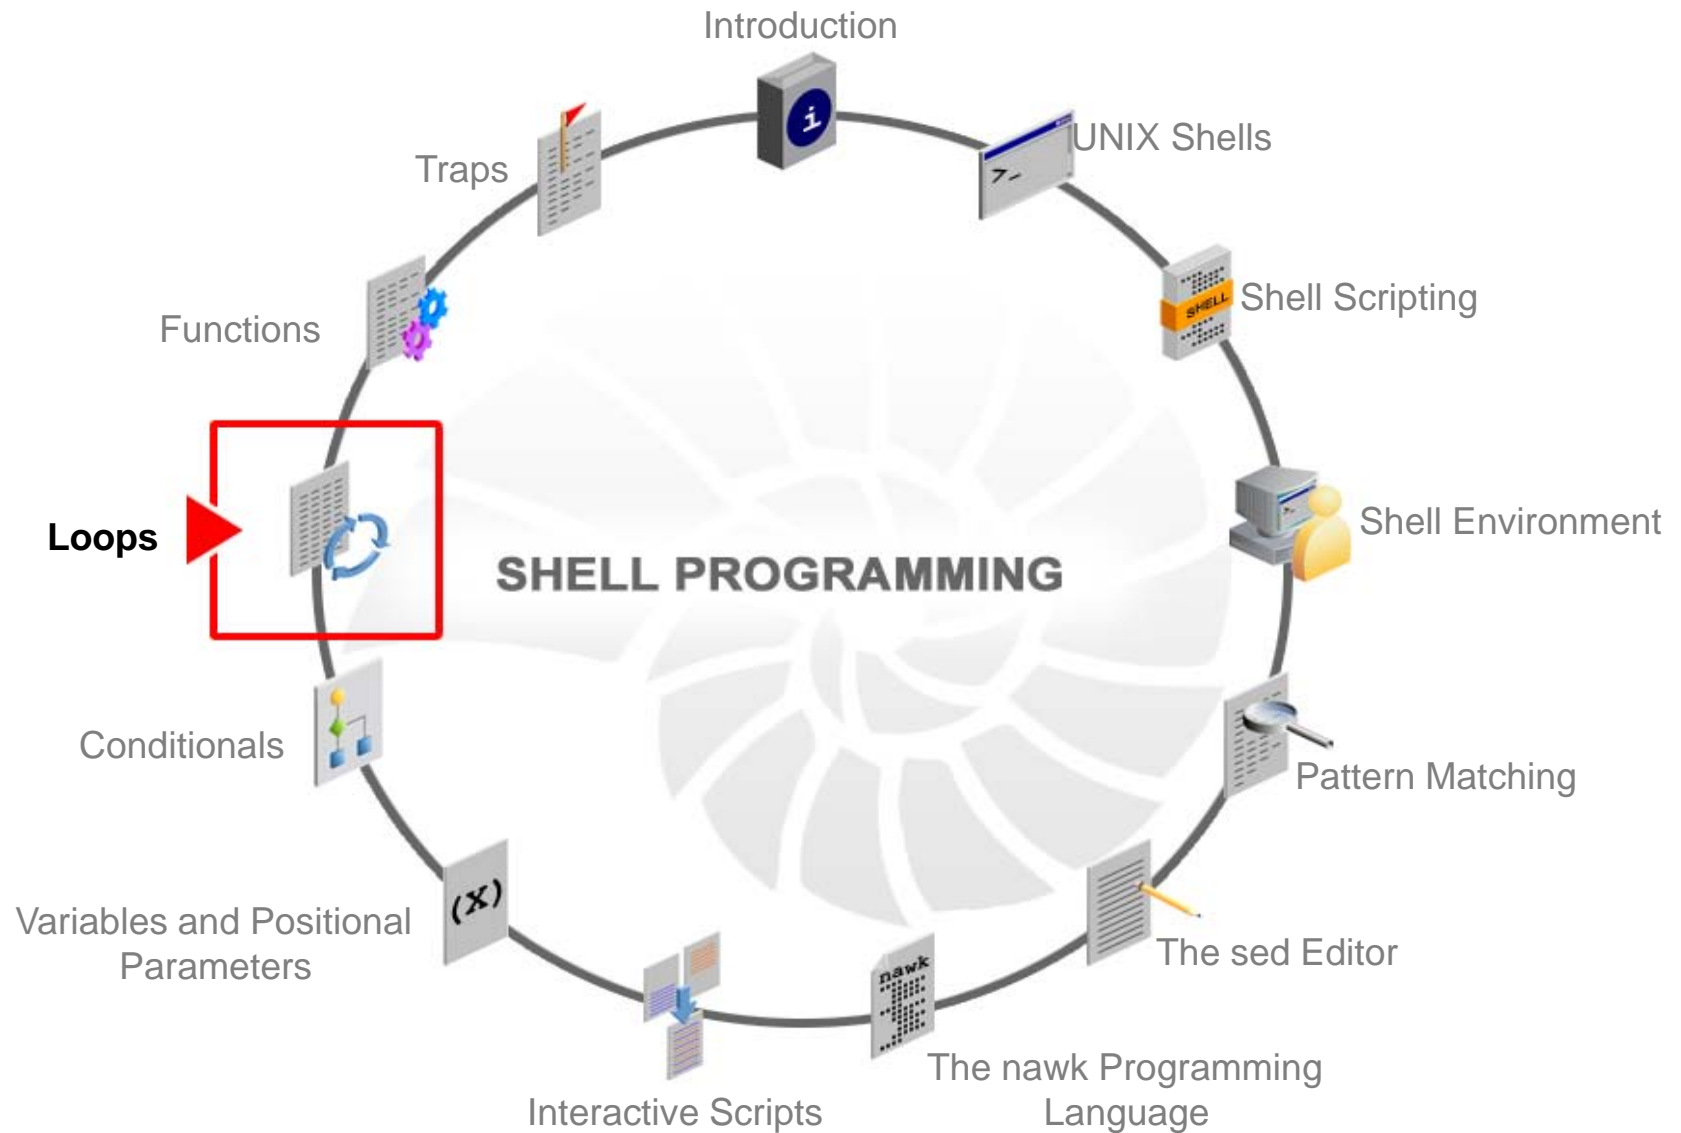 Introduction
UNIX Shells
>_
Traps
i
Shell Scripting
SHELL
Functions
Shell Environment
>_
Loops
SHELL PROGRAMMING
Conditionals
Pattern Matching
(X)
Variables and Positional
Parameters
The sed Editor
nawk
The nawk Programming
Language
Interactive Scripts